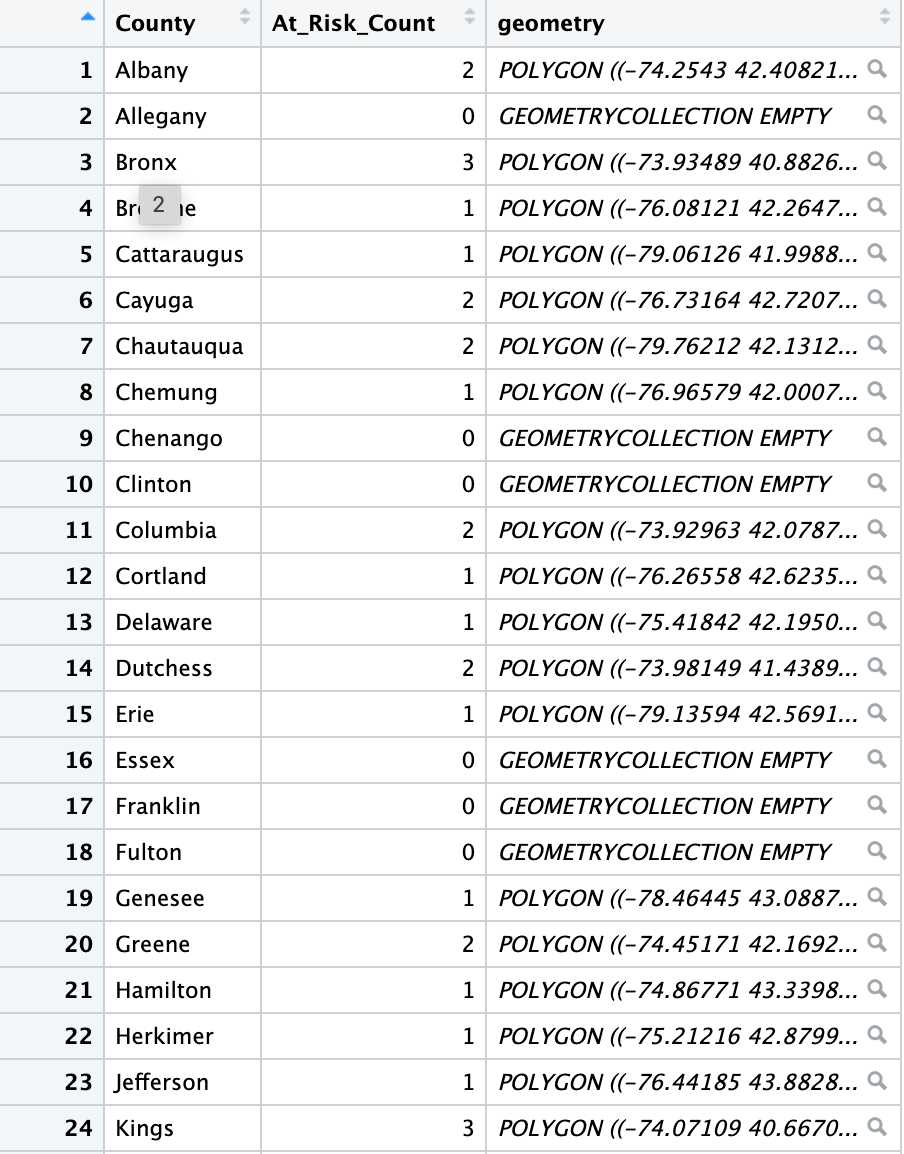 County At_Risk_Count geometry
1 Albany 2 POLYGON ((-74.2543 42.40821...
2 Allegany 0 GEOMETRYCOLLECTION EMPTY
3 Bronx 3 POLYGON ((-73.93489 40.8826...
4 2 1 POLYGON ((-76.08121 42.2647...
5 Cattaraugus 1 POLYGON ((-79.06126 41.9988...
6 Cayuga 2 POLYGON ((-76.73164 42.7207...
7 Chautauqua 2 POLYGON ((-79.76212 42.1312...
8 Chemung 1 POLYGON ((-76.96579 42.0007...
9 Chenango 0 GEOMETRYCOLLECTION EMPTY
10 Clinton 0 GEOMETRYCOLLECTION EMPTY
11 Columbia 2 POLYGON ((-73.92963 42.0787...
12 Cortland 1 POLYGON ((-76.26558 42.6235...
13 Delaware 1 POLYGON ((-75.41842 42.1950...
14 Dutchess 2 POLYGON ((-73.98149 41.4389...
15 Erie 1 POLYGON ((-79.13594 42.5691...
16 Essex 0 GEOMETRYCOLLECTION EMPTY
17 Franklin 0 GEOMETRYCOLLECTION EMPTY
18 Fulton 0 GEOMETRYCOLLECTION EMPTY
19 Genesee 1 POLYGON ((-78.46445 43.0887...
20 Greene 2 POLYGON ((-74.45171 42.1692...
21 Hamilton 1 POLYGON ((-74.86771 43.3398...
22 Herkimer 1 POLYGON ((-75.21216 42.8799...
23 Jefferson 1 POLYGON ((-76.44185 43.8828...
24 Kings 3 POLYGON ((-74.07109 40.6670...